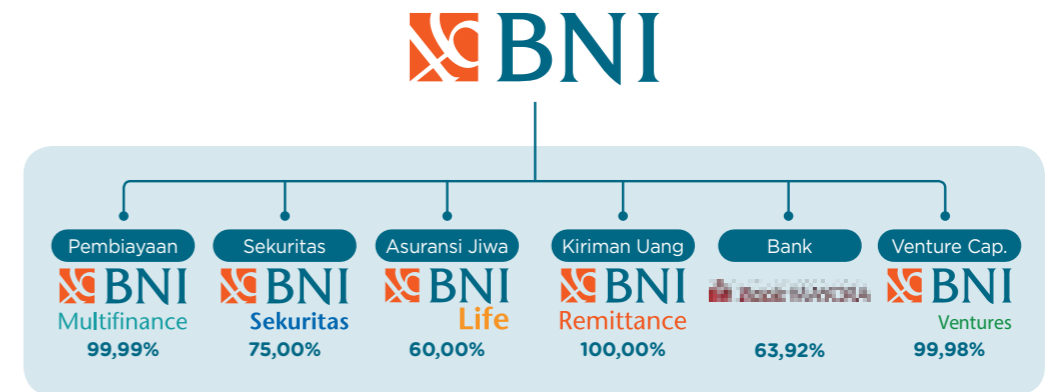 BNI
Pembiayaan
BNI
Multifinance
99,99%
Sekuritas
BNI
Sekuritas
75,00%
Asuransi Jiwa
BNI
Life
60,00%
Kiriman Uang
BNI
Remittance
100,00%
Bank
63,92%
Venture Cap.
BNI
Ventures
99,98%